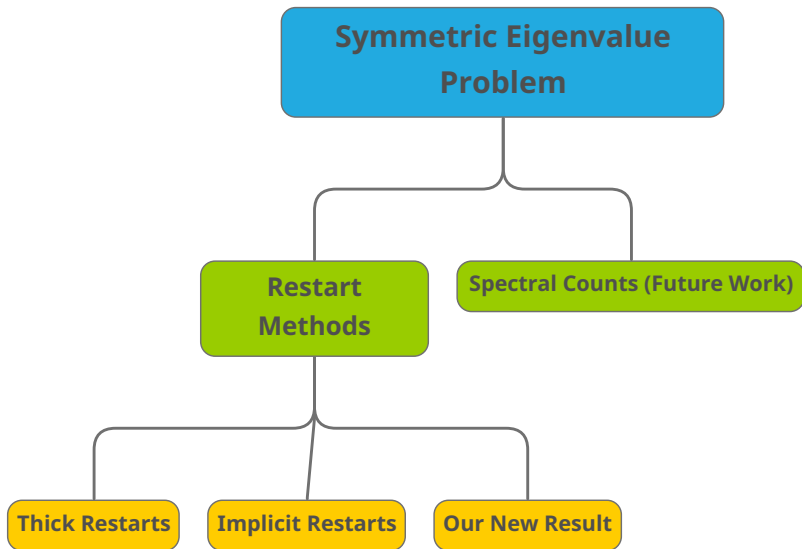 Symmetric Eigenvalue
Problem
Restart
Methods
Spectral Counts (Future Work)
Thick Restarts
Implicit Restarts
Our New Result